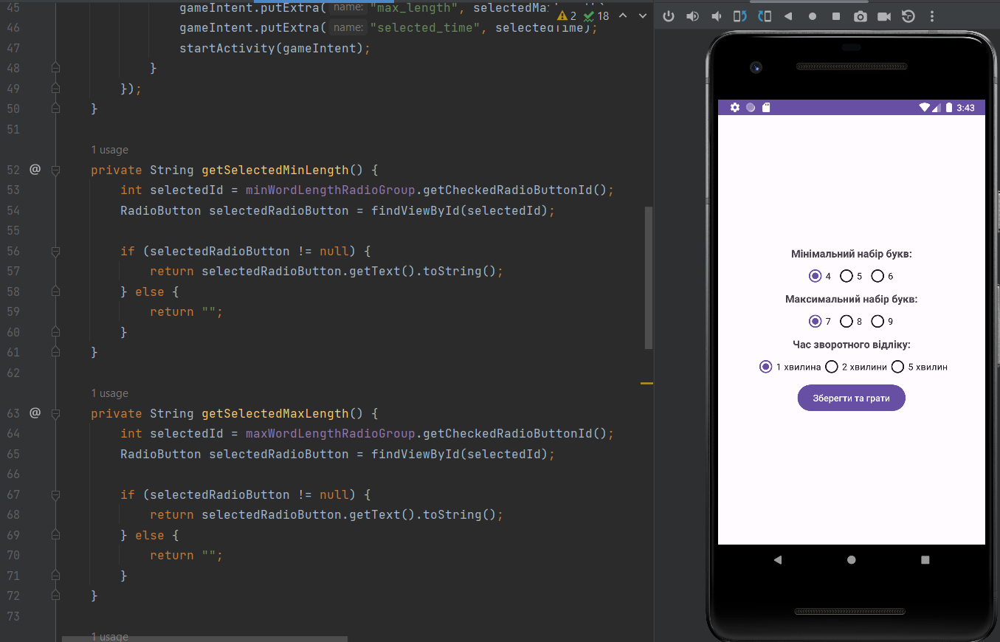 45 gameIntent.putExtra( name: "max_length", selectedMa
2 18
46 gameIntent.putExtra( name: "selected_time", selectedTime);
47 startActivity(gameIntent);
48 }
49 });
50 }
51
1 usage
52 @ private String getSelectedMinLength() {
53 int selectedId = minWordLengthRadioGroup.getCheckedRadioButtonId();
54 RadioButton selectedRadioButton = findViewById(selectedId);
55
56 if (selectedRadioButton != null) {
57 return selectedRadioButton.getText().toString();
58 } else {
59 return "";
60 }
61 }
62
1 usage
63 @ private String getSelectedMaxLength() {
64 int selectedId = maxWordLengthRadioGroup.getCheckedRadioButtonId();
65 RadioButton selectedRadioButton = findViewById(selectedId);
66
67 if (selectedRadioButton != null) {
68 return selectedRadioButton.getText().toString();
69 } else {
70 return "";
71 }
72 }
73
1 usage
3:43
Мінімальний набір букв:
4 5 6
Максимальний набір букв:
7 8 9
Час зворотного відліку:
1 хвилина 2 хвилини 5 хвилин
Зберегти та грати